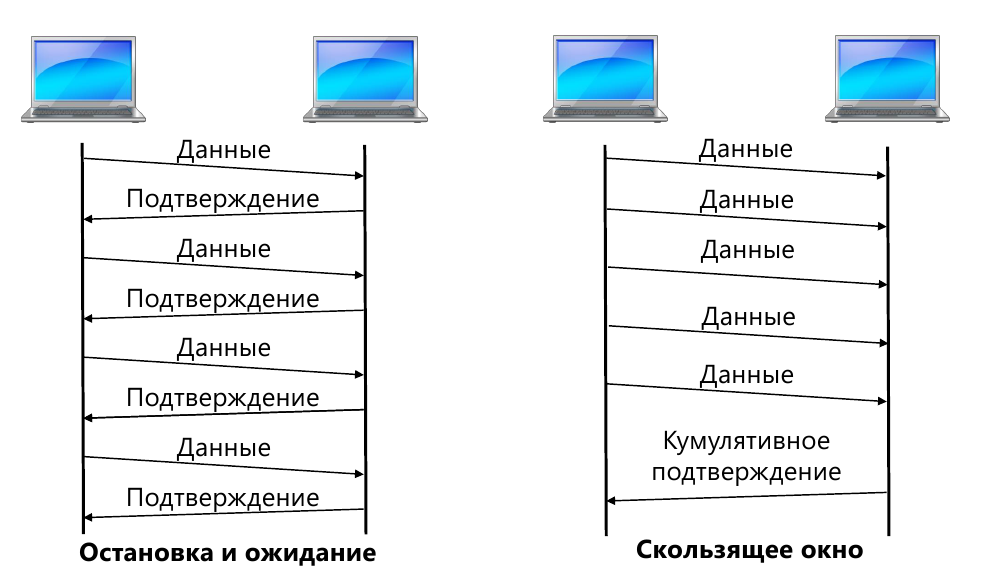 Данные
Подтверждение
Данные
Подтверждение
Данные
Подтверждение
Данные
Подтверждение
Остановка и ожидание
Данные
Данные
Данные
Данные
Данные
Кумулятивное
подтверждение
Скользящее окно